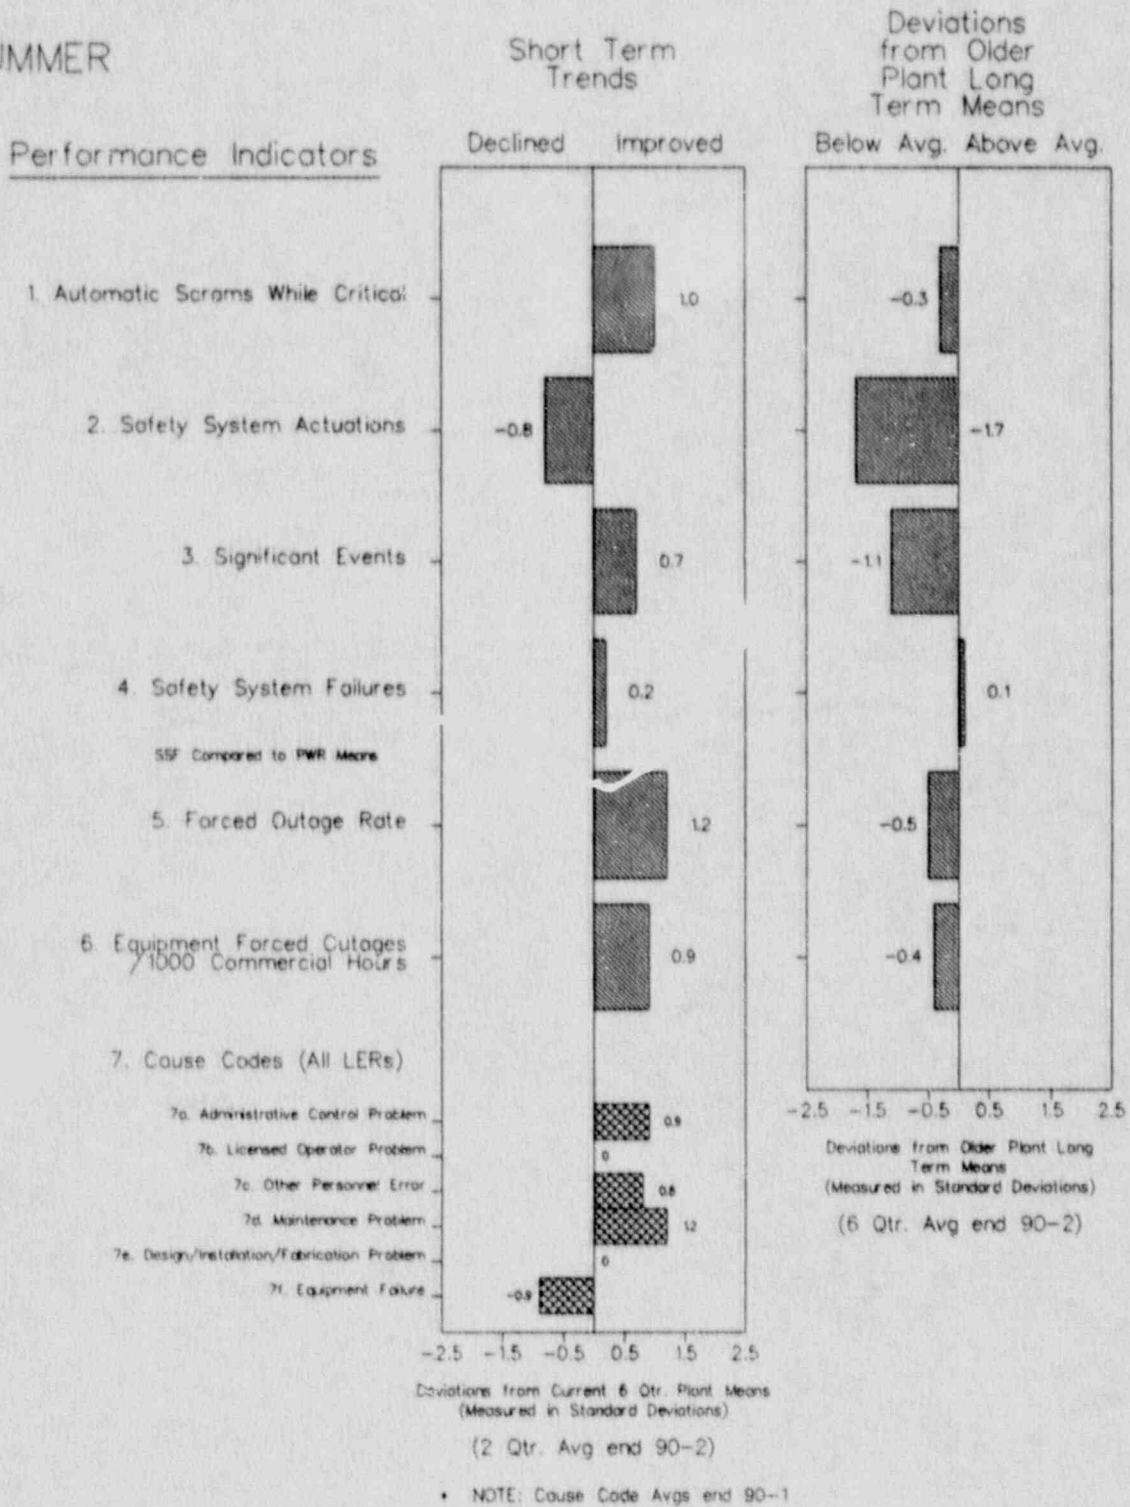 UMMER
Short Term
Trends
Deviations
from Older
Plant Long
Term Means
Performance Indicators
Declined Improved
Below Avg. Above Avg.
1. Automatic Scrams While Critical
1.0
-0.3
2. Safety System Actuations
-0.8
-1.7
3. Significant Events
0.7
-1.1
4. Safety System Failures
0.2
0.1
SSF Compared to PWR Means
5. Forced Outage Rate
1.2
-0.5
6. Equipment Forced Outages
/1000 Commercial Hours
0.9
-0.4
7. Cause Codes (All LERs)
7a. Administrative Control Problem
0.9
7b. Licensed Operator Problem
0
7c. Other Personnel Error
0.8
7d. Maintenance Problem
1.2
7e. Design/Installation/Fabrication Problem
0
7f. Equipment Failure
-0.9
-2.5 -1.5 -0.5 0.5 1.5 2.5
Deviations from Current 6 Qtr. Plant Means
(Measured in Standard Deviations)
(2 Qtr. Avg end 90-2)
• NOTE: Cause Code Avgs end 90-1
-2.5 -1.5 -0.5 0.5 1.5 2.5
Deviations from Older Plant Long
Term Means
(Measured in Standard Deviations)
(6 Qtr. Avg end 90-2)